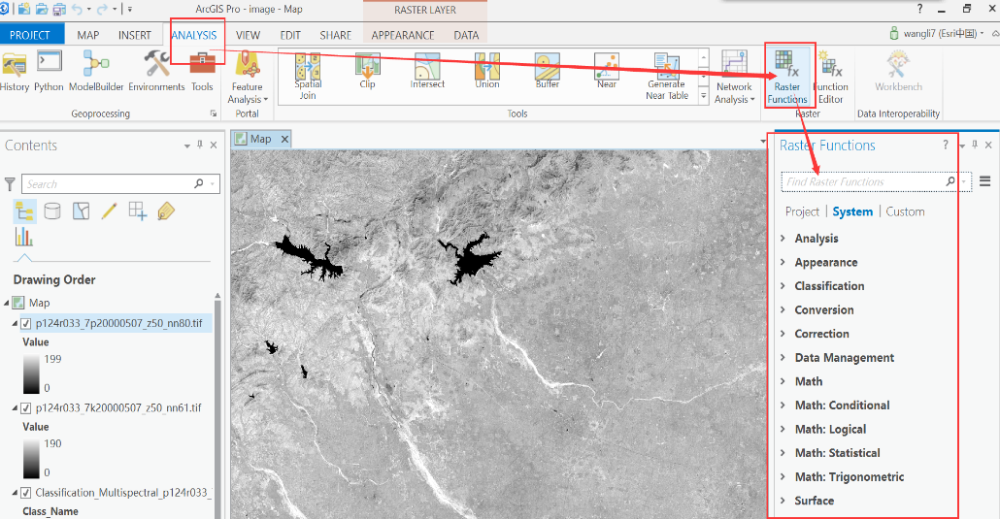 ArcGIS Pro - image - Map
RASTER LAYER
PROJECT
MAP
INSERT
ANALYSIS
VIEW
EDIT
SHARE
APPEARANCE
DATA
wangli7 (Esri中国)
History
Python
ModelBuilder
Environments
Tools
Feature
Analysis
Spatial
Join
Clip
Intersect
Union
Buffer
Near
Generate
Near Table
Network
Analysis
Raster
Functions
Function
Editor
Workbench
Geoprocessing
Portal
Tools
Raster
Data Interoperability
Contents
Search
Drawing Order
Map
p124r033_7p20000507_z50_nn80.tif
Value
199
0
p124r033_7k20000507_z50_nn61.tif
Value
190
0
Classification_Multispectral_p124r033_
Class_Name
Map
Raster Functions
?
Find Raster Functions
Project | System | Custom
Analysis
Appearance
Classification
Conversion
Correction
Data Management
Math
Math: Conditional
Math: Logical
Math: Statistical
Math: Trigonometric
Surface